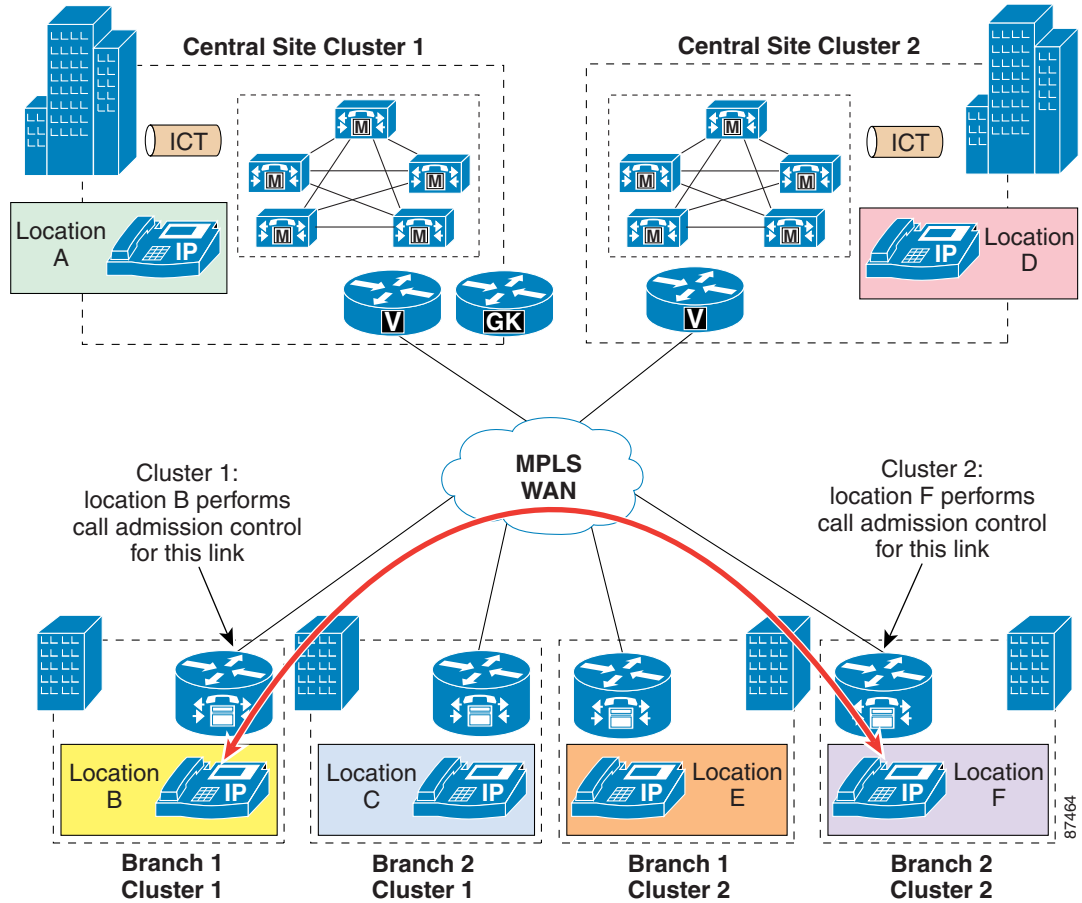 Central Site Cluster 1
Central Site Cluster 2
ICT
M
M
M
M
M
Location
A
IP
V
GK
M
M
M
M
M
ICT
IP
Location
D
V
MPLS
WAN
Cluster 1:
location B performs
call admission control
for this link
Cluster 2:
location F performs
call admission control
for this link
Location
B
IP
Location
C
IP
IP
Location
E
IP
Location
F
87464
Branch 1
Cluster 1
Branch 2
Cluster 1
Branch 1
Cluster 2
Branch 2
Cluster 2